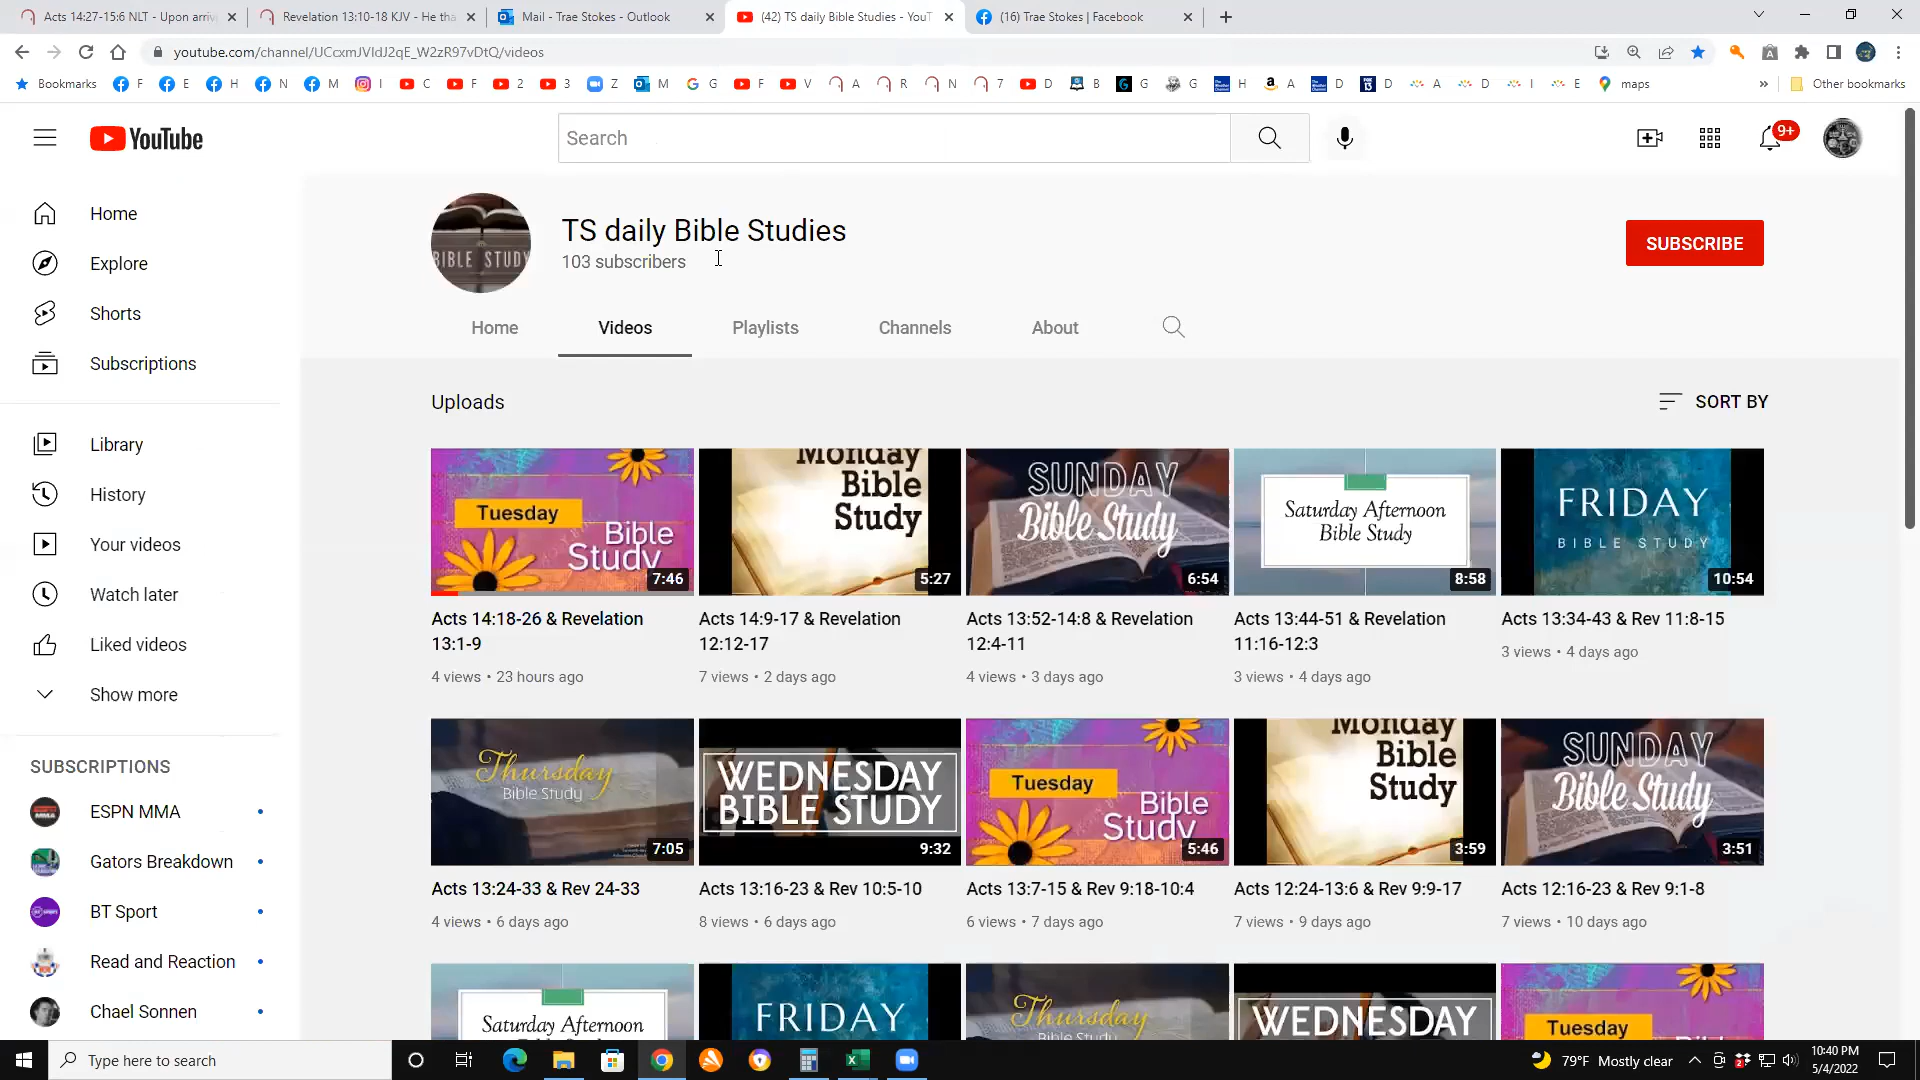 Acts 14:27-15:6 NLT - Upon arrivi
Revelation 13:10-18 KJV - He tha
Mail - Trae Stokes - Outlook
(42) TS daily Bible Studies - YouT
(16) Trae Stokes | Facebook
youtube.com/channel/UCcxmJVIdJ2qE_W2zR97vDtQ/videos
Bookmarks F E H N M I C F 2 3 Z M G F V A R N 7 D B G G H A D D A D I E maps » Other bookmarks
YouTube
Search
9+
Home
Explore
Shorts
Subscriptions
Library
History
Your videos
Watch later
Liked videos
Show more
SUBSCRIPTIONS
ESPN MMA
Gators Breakdown
BT Sport
Read and Reaction
Chael Sonnen
BIBLE STUDY
TS daily Bible Studies
103 subscribers
SUBSCRIBE
Home Videos Playlists Channels About
Uploads
SORT BY
Tuesday
Bible
Study
7:46
Acts 14:18-26 & Revelation
13:1-9
4 views • 23 hours ago
Monday
Bible
Study
5:27
Acts 14:9-17 & Revelation
12:12-17
7 views • 2 days ago
SUNDAY
Bible Study
6:54
Acts 13:52-14:8 & Revelation
12:4-11
4 views • 3 days ago
Saturday Afternoon
Bible Study
8:58
Acts 13:44-51 & Revelation
11:16-12:3
3 views • 4 days ago
FRIDAY
BIBLE STUDY
10:54
Acts 13:34-43 & Rev 11:8-15
3 views • 4 days ago
Thursday
Bible Study
7:05
Acts 13:24-33 & Rev 24-33
4 views • 6 days ago
WEDNESDAY
BIBLE STUDY
9:32
Acts 13:16-23 & Rev 10:5-10
8 views • 6 days ago
Tuesday
Bible
Study
5:46
Acts 13:7-15 & Rev 9:18-10:4
6 views • 7 days ago
Monday
Bible
Study
3:59
Acts 12:24-13:6 & Rev 9:9-17
7 views • 9 days ago
SUNDAY
Bible Study
3:51
Acts 12:16-23 & Rev 9:1-8
7 views • 10 days ago
Saturday Afternoon
FRIDAY
Thursday
Bible Study
WEDNESDAY
Tuesday
Type here to search
79°F Mostly clear
10:40 PM
5/4/2022